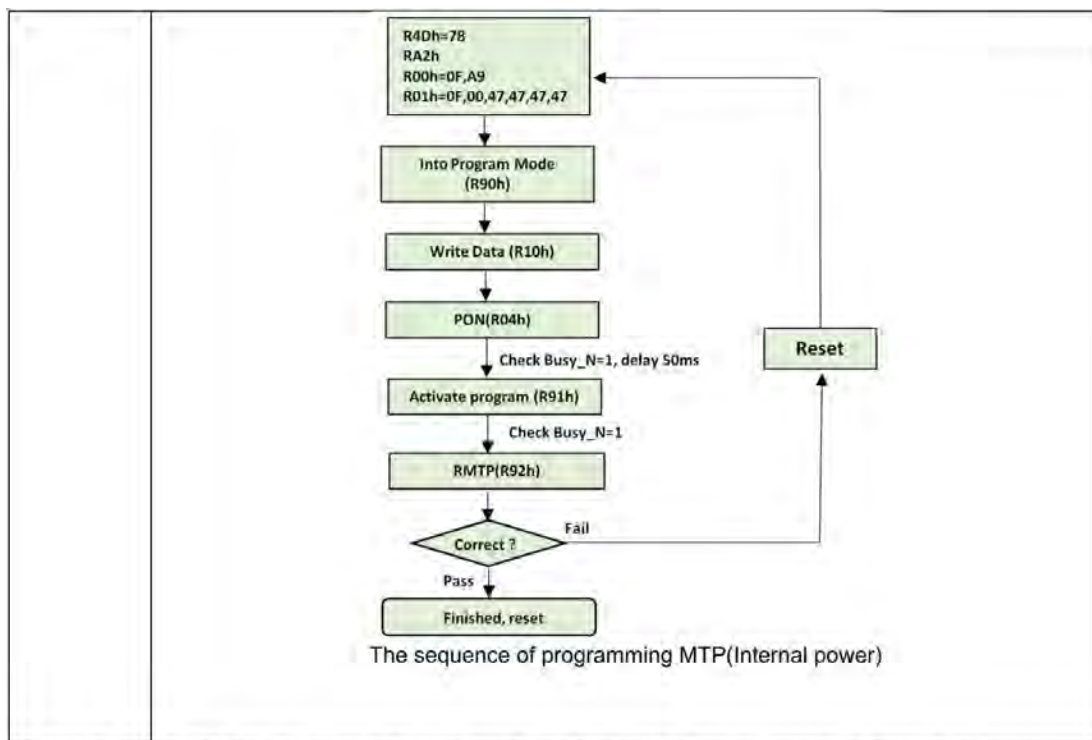 R4Dh=78
RA2h
R00h=0F,A9
R01h=0F,00,47,47,47,47
Into Program Mode
(R90h)
Write Data (R10h)
PON(R04h)
Check Busy_N=1, delay 50ms
Reset
Activate program (R91h)
Check Busy_N=1
RMTP(R92h)
Fail
Correct ?
Pass
Finished, reset
The sequence of programming MTP(Internal power)